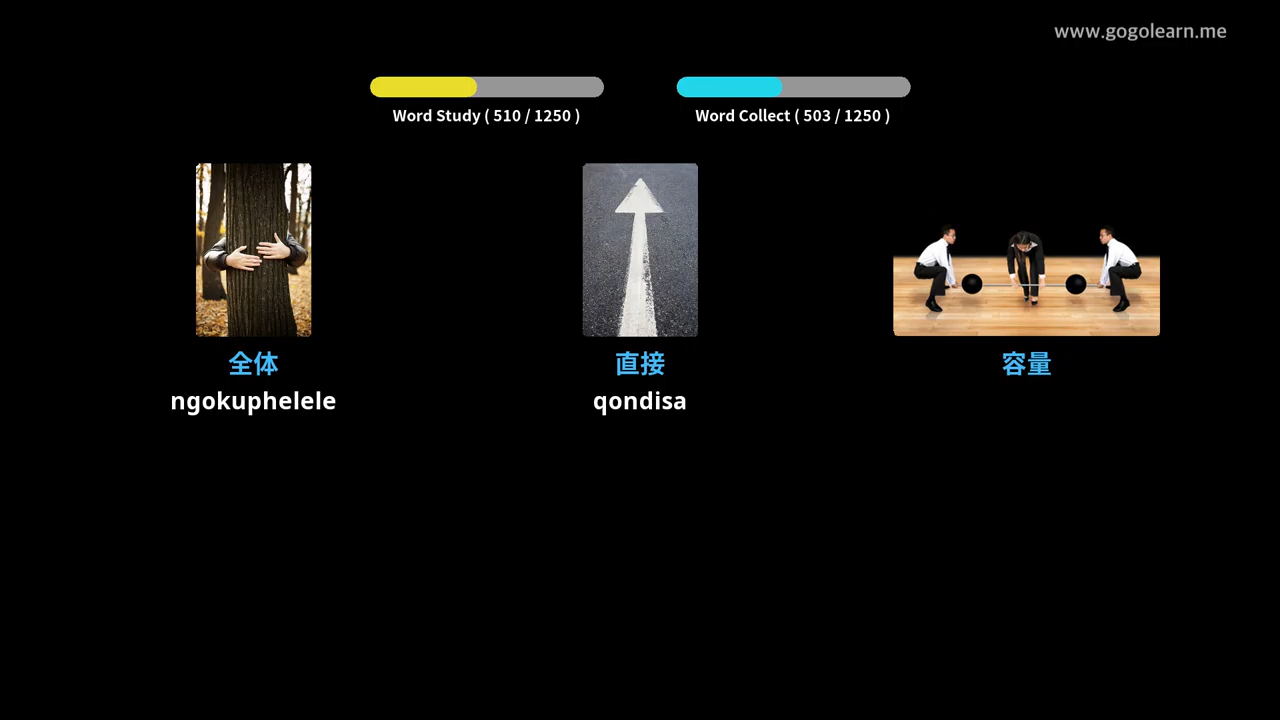 www.gogolearn.me
Word Study ( 510 / 1250 )
Word Collect ( 503 / 1250 )
全体
直接
容量
ngokuphelele
qondisa